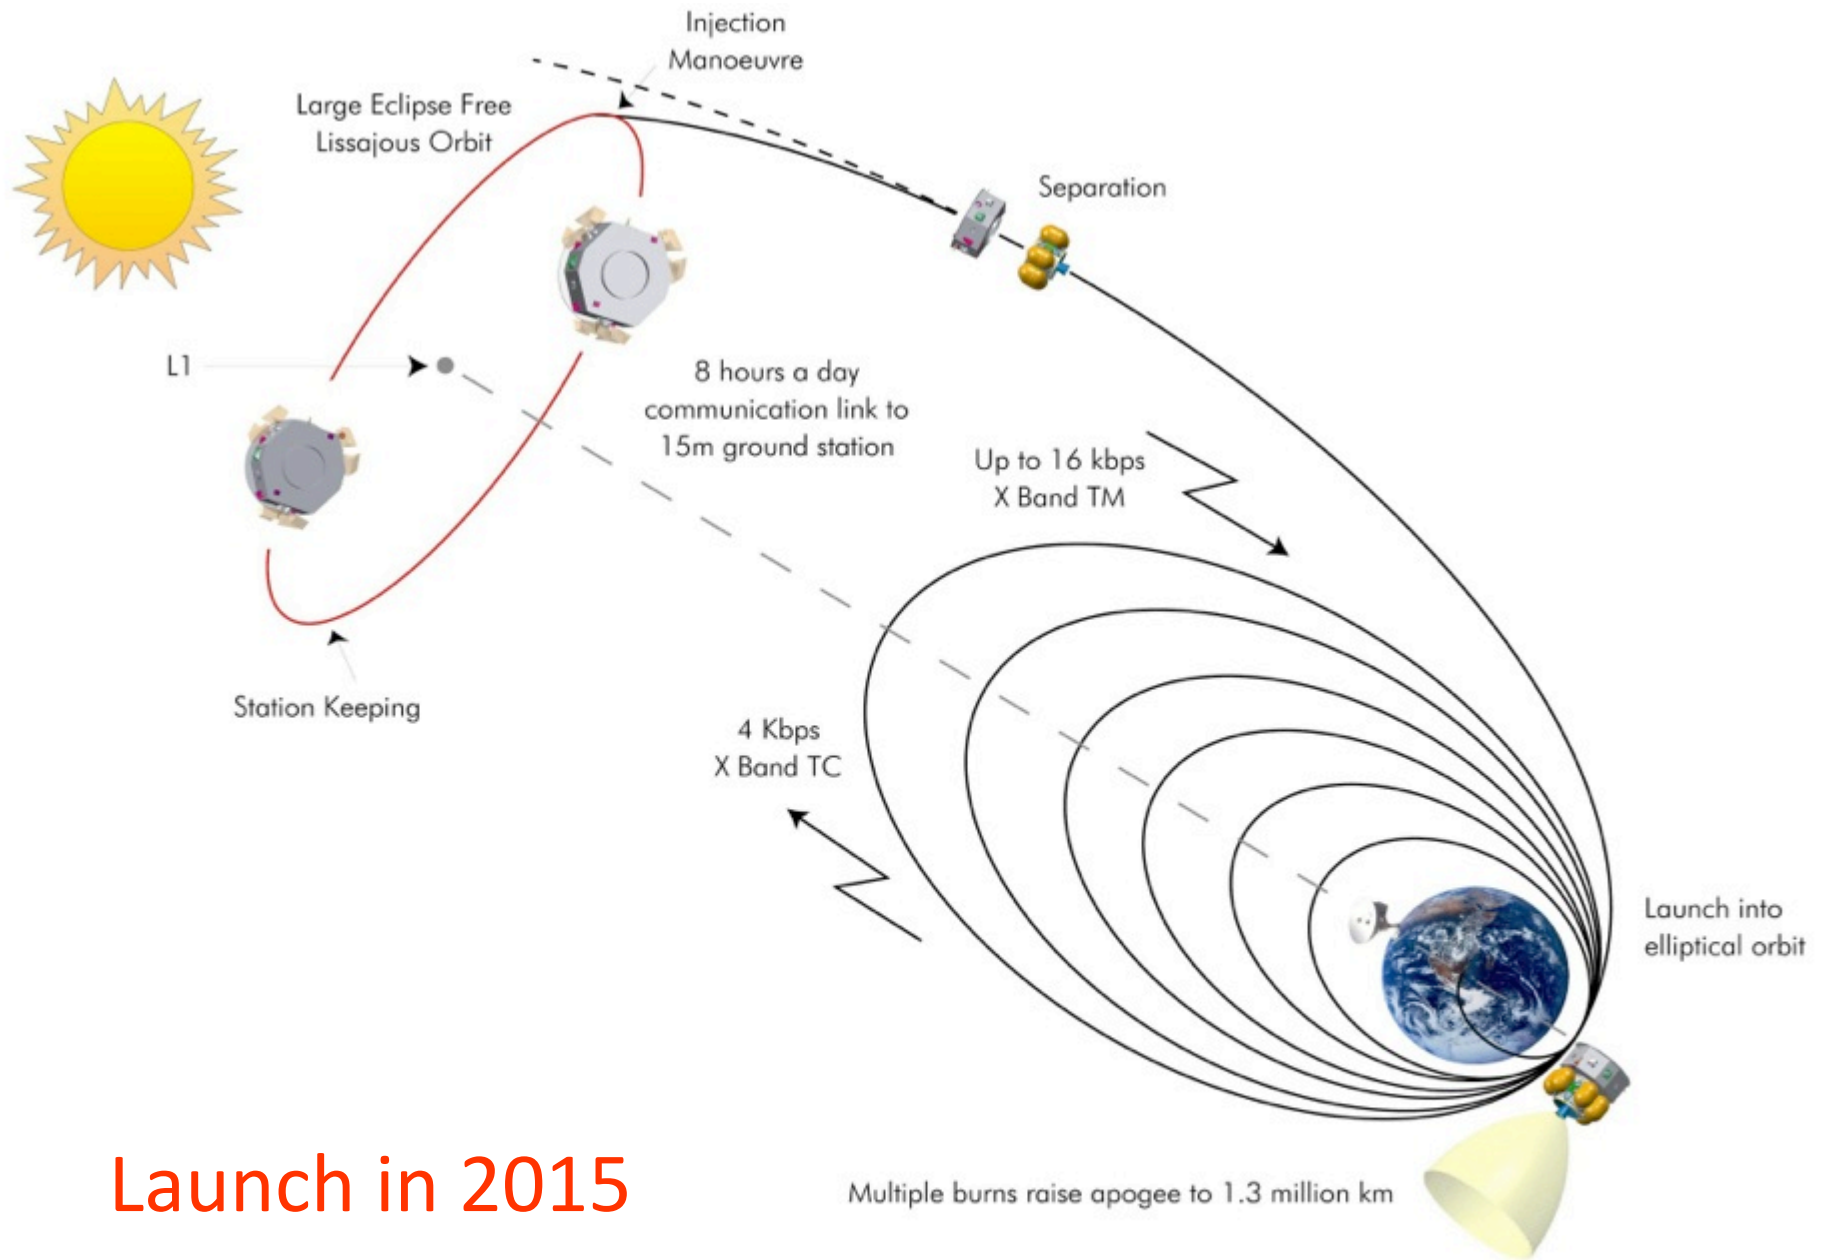 Injection
Manoeuvre
Large Eclipse Free
Lissajous Orbit
Separation
L1
8 hours a day
communication link to
15m ground station
Up to 16 kbps
X Band TM
Station Keeping
4 Kbps
X Band TC
Launch into
elliptical orbit
Launch in 2015
Multiple burns raise apogee to 1.3 million km